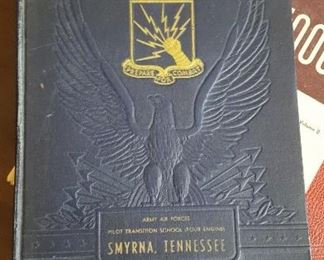 PREPARE FOR COMBAT
ARMY AIR FORCES
PILOT TRANSITION SCHOOL (FOUR ENGINE)
SMYRNA, TENNESSEE